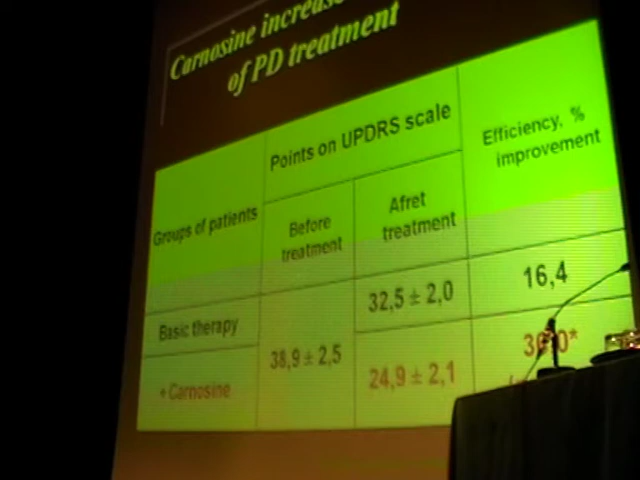 Carnosine increase
of PD treatment
Groups of patients
Points on UPDRS scale
Efficiency, %
improvement
Before
treatment
Afret
treatment
Basic therapy
38,9 ± 2,5
32,5 ± 2,0
16,4
+ Carnosine
24,9 ± 2,1